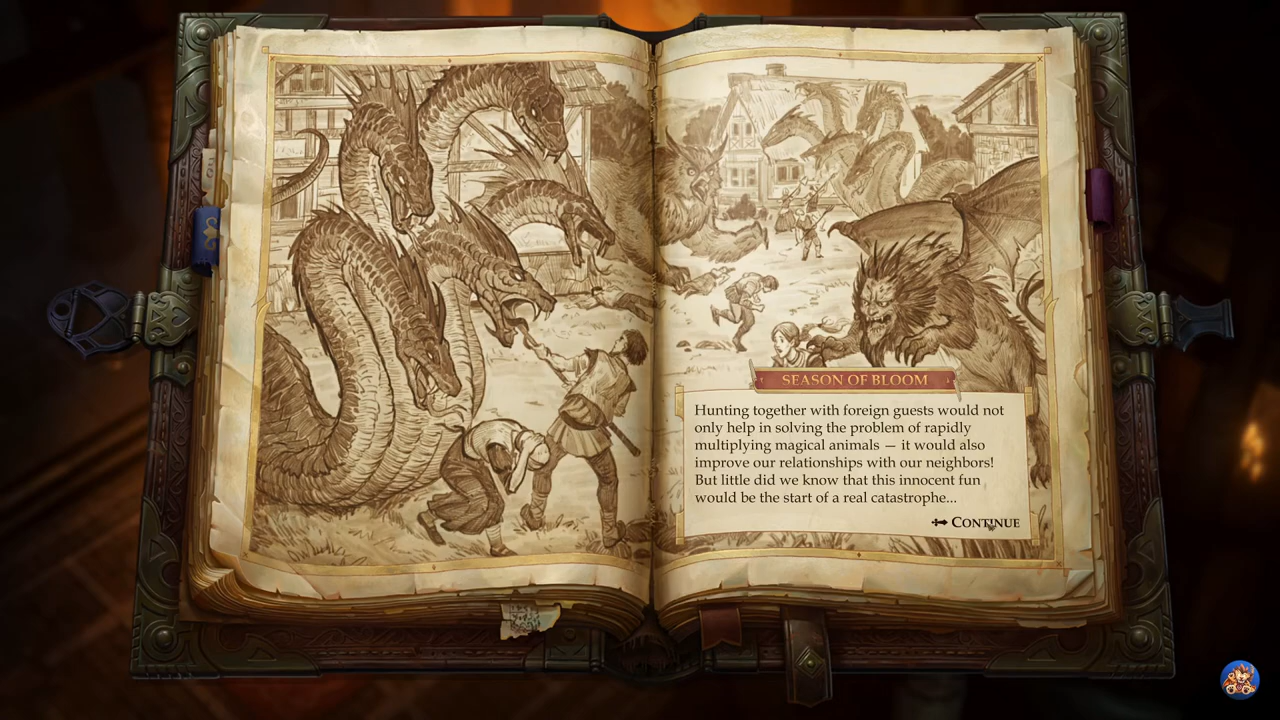 SEASON OF BLOOM
Hunting together with foreign guests would not
only help in solving the problem of rapidly
multiplying magical animals — it would also
improve our relationships with our neighbors!
But little did we know that this innocent fun
would be the start of a real catastrophe...
CONTINUE